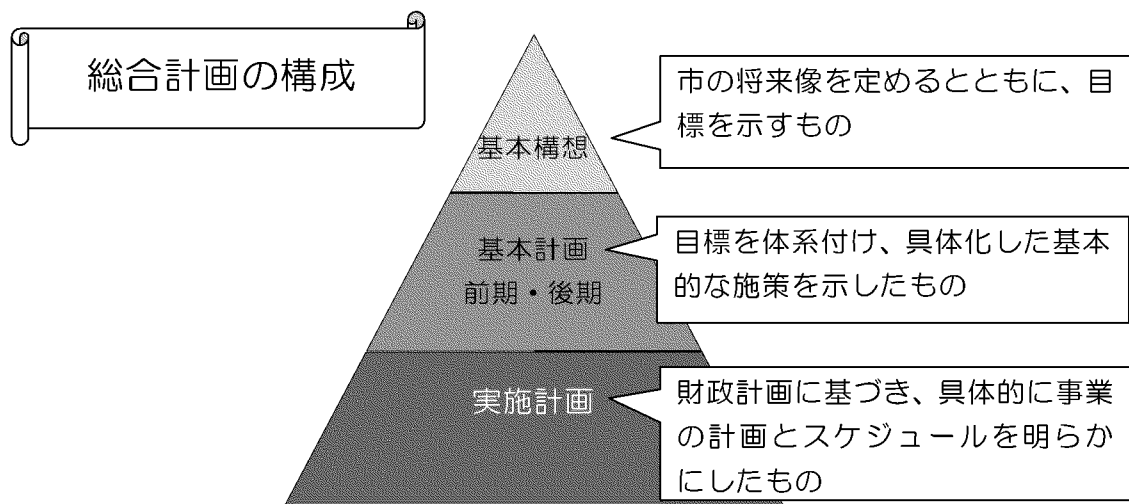 総合計画の構成
基本構想
市の将来像を定めるとともに、目
標を示すもの
基本計画
前期・後期
目標を体系付け、具体化した基本
的な施策を示したもの
実施計画
財政計画に基づき、具体的に事業
の計画とスケジュールを明らか
にしたもの